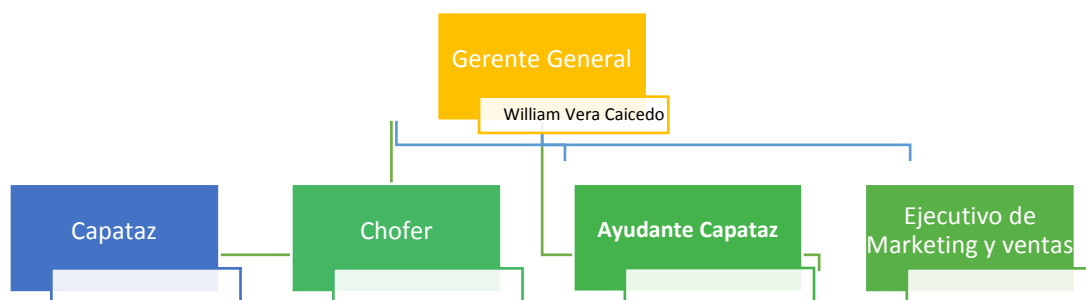 Gerente General
William Vera Caicedo
Capataz
Chofer
Ayudante Capataz
Ejecutivo de
Marketing y ventas